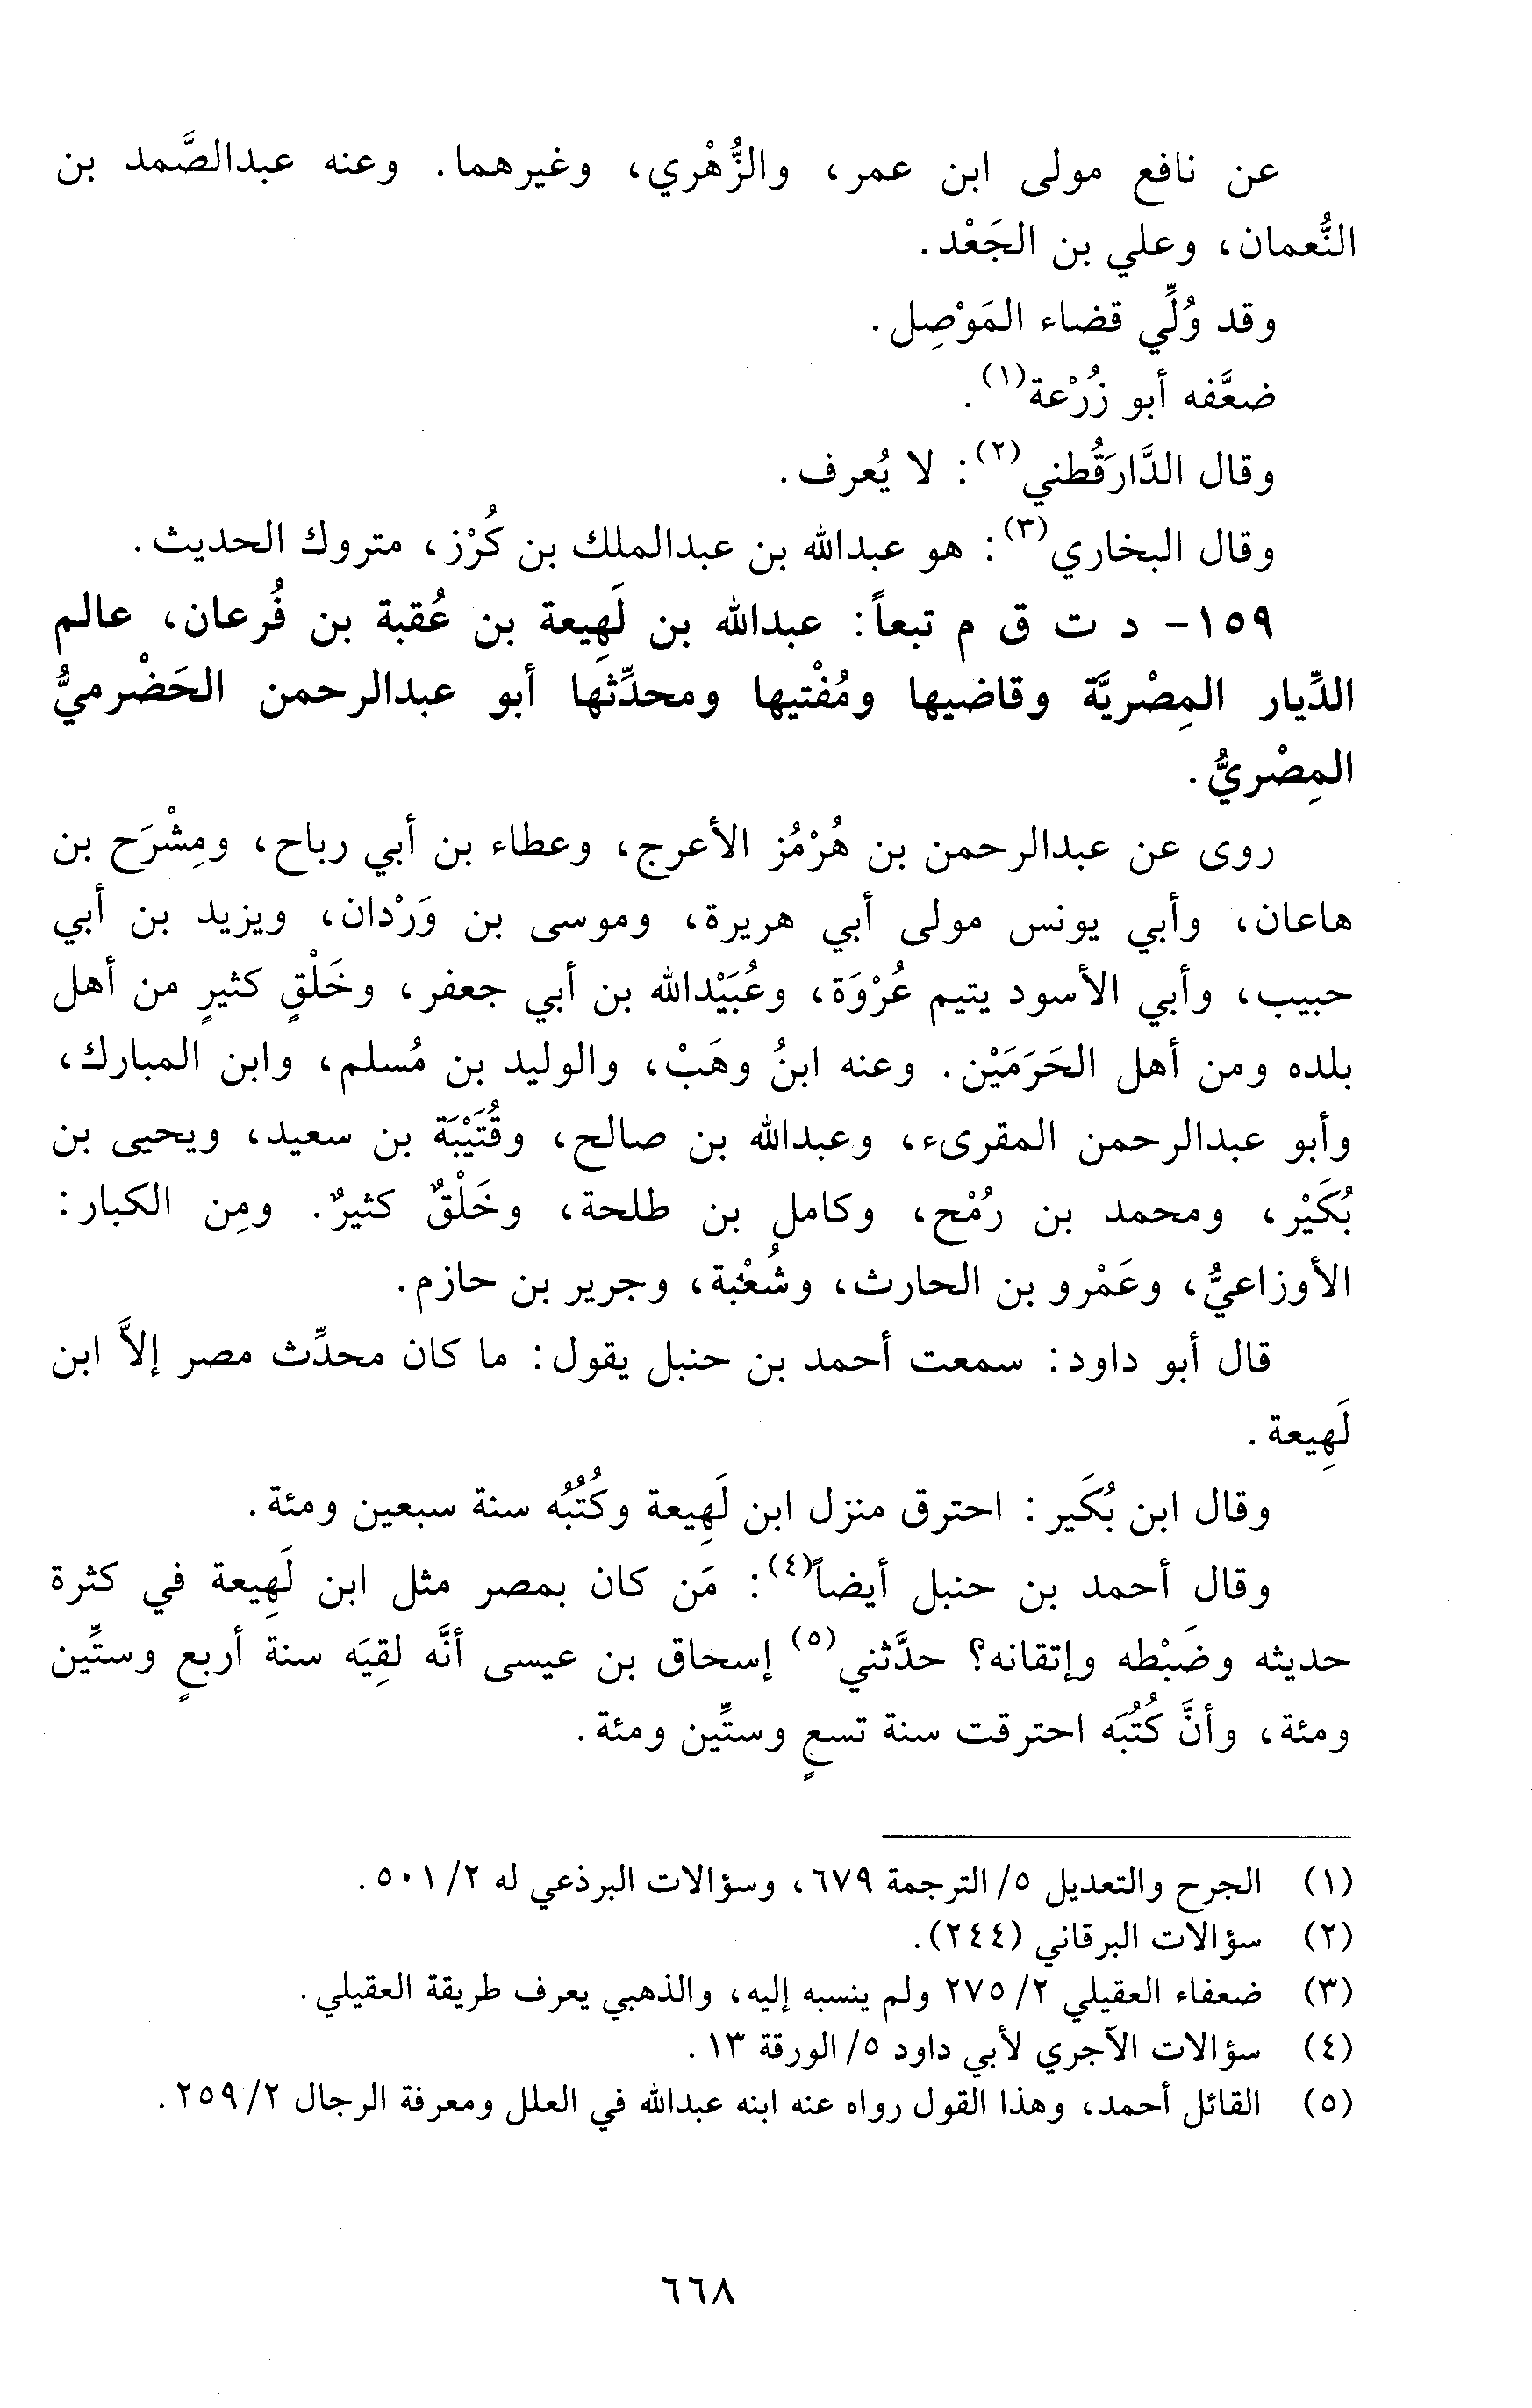 عن نافع مولى ابن عمر، والزُّهْري، وغيرهما. وعنه عبدالصَّمد بن
النُّعمان، وعلي بن الجَعْد.
وقد وُلِّي قضاء المَوْصِل.
ضعَّفه أبو زُرْعة(١).
وقال الدَّارَقُطني(٢): لا يُعرف.
وقال البخاري(٣): هو عبدالله بن عبدالملك بن كُرْز، متروك الحديث.
١٥٩- د ت ق م تبعاً: عبدالله بن لَهِيعة بن عُقبة بن فُرعان، عالم
الدِّيار المِصْريَّة وقاضيها ومُفْتيها ومحدِّثها أبو عبدالرحمن الحَضْرميُّ
المِصْريُّ.
روى عن عبدالرحمن بن هُرْمُز الأعرج، وعطاء بن أبي رباح، ومِشْرَح بن
هاعان، وأبي يونس مولى أبي هريرة، وموسى بن وَرْدان، ويزيد بن أبي
حبيب، وأبي الأسود يتيم عُرْوَة، وعُبَيْدالله بن أبي جعفر، وخَلْقٍ كثيرٍ من أهل
بلده ومن أهل الحَرَمَيْن. وعنه ابنُ وهَبْ، والوليد بن مُسلم، وابن المبارك،
وأبو عبدالرحمن المقرىء، وعبدالله بن صالح، وقُتَيْبَة بن سعيد، ويحيى بن
بُكَيْر، ومحمد بن رُمْح، وكامل بن طلحة، وخَلْقٌ كثيرٌ. ومِن الكبار:
الأوزاعيُّ، وعَمْرو بن الحارث، وشُعْبة، وجرير بن حازم.
قال أبو داود: سمعت أحمد بن حنبل يقول: ما كان محدِّث مصر إلاَّ ابن
لَهِيعة.
وقال ابن بُكَير: احترق منزل ابن لَهِيعة وكُتُبُه سنة سبعين ومئة.
وقال أحمد بن حنبل أيضاً(٤): مَن كان بمصر مثل ابن لَهِيعة في كثرة
حديثه وضَبْطه وإتقانه؟ حدَّثني(٥) إسحاق بن عيسى أنَّه لقِيَه سنة أربعٍ وستِّين
ومئة، وأنَّ كُتُبَه احترقت سنة تسعٍ وستِّين ومئة.
(١) الجرح والتعديل ٥/ الترجمة ٦٧٩، وسؤالات البرذعي له ٢/ ٥٠١.
(٢) سؤالات البرقاني (٢٤٤).
(٣) ضعفاء العقيلي ٢/ ٢٧٥ ولم ينسبه إليه، والذهبي يعرف طريقة العقيلي.
(٤) سؤالات الآجري لأبي داود ٥/ الورقة ١٣.
(٥) القائل أحمد، وهذا القول رواه عنه ابنه عبدالله في العلل ومعرفة الرجال ٢/ ٢٥٩.
٦٦٨